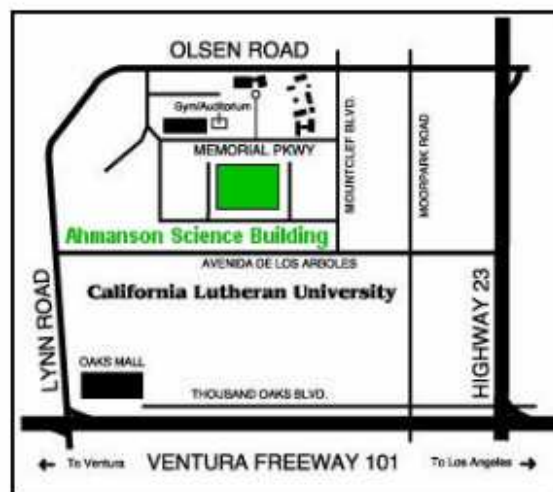 OLSEN ROAD
Gym/Auditorium
MEMORIAL PKWY
MOUNTCLEF BLVD.
MOORPARK ROAD
Ahmanson Science Building
AVENIDA DE LOS ARBOLES
California Lutheran University
LYNN ROAD
HIGHWAY 23
OAKS MALL
THOUSAND OAKS BLVD.
To Ventura
VENTURA FREEWAY 101
To Los Angeles